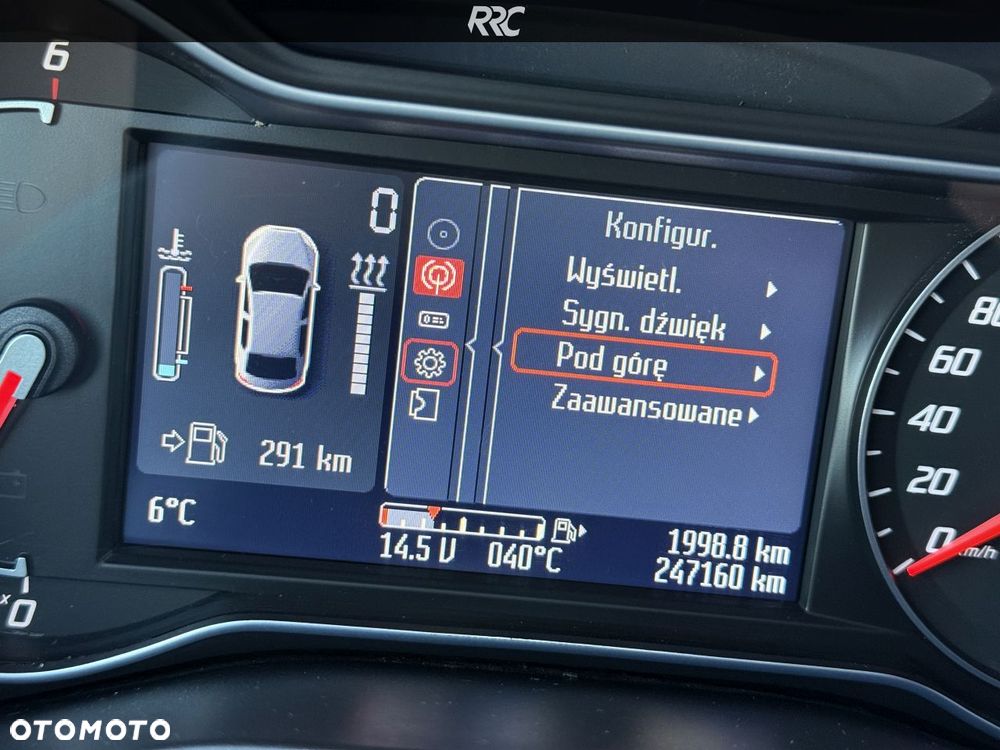 RRC
6
0
Konfigur.
Wyświetl.
Sygn. dźwięk
Pod górę
Zaawansowane
291 km
6°C
14.5 V 040°C
1998.8 km
247160 km
80
60
40
20
0
km/h
x
0
OTOMOTO